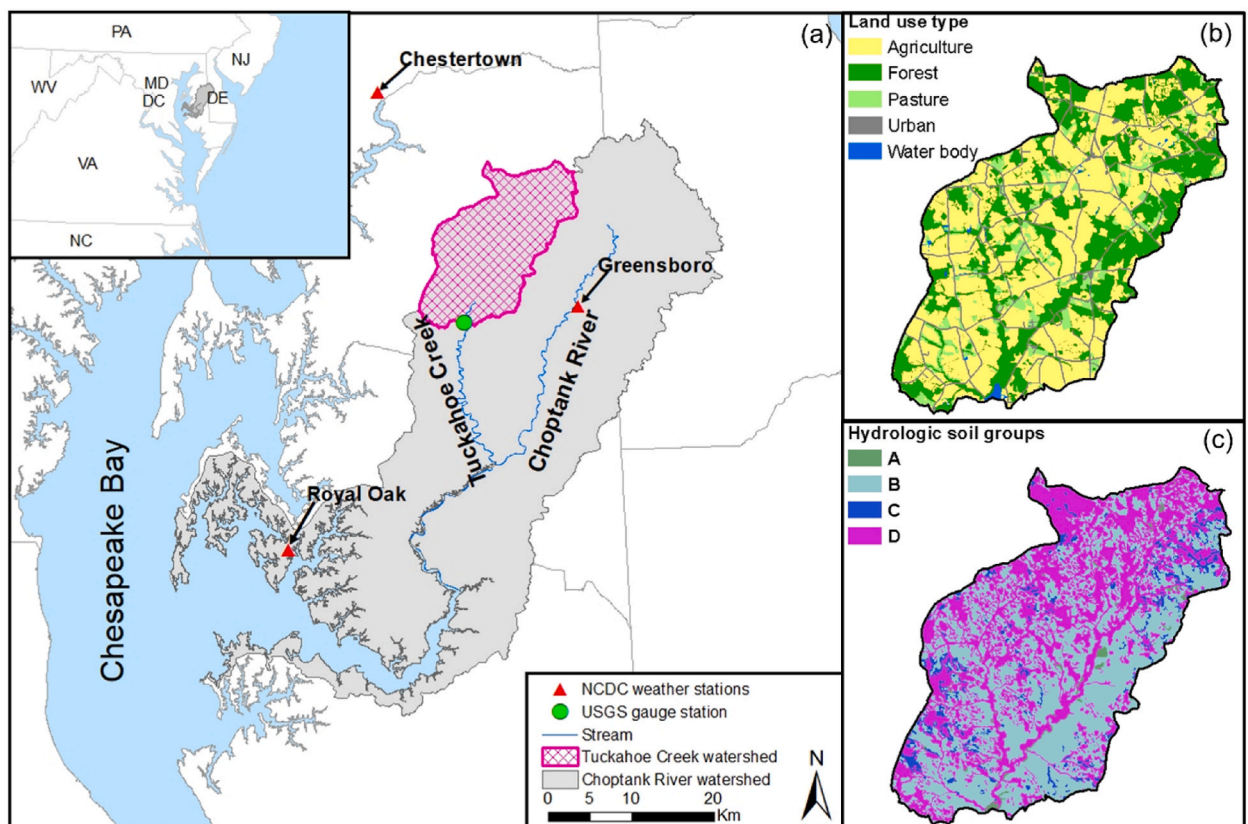 (a)
PA
WV
MD
DC
NJ
DE
VA
NC
Chestertown
Greensboro
Tuckahoe Creek
Choptank River
Royal Oak
Chesapeake Bay
NCDC weather stations
USGS gauge station
Stream
Tuckahoe Creek watershed
Choptank River watershed
0 5 10 20
Km
N
Land use type
(b)
Agriculture
Forest
Pasture
Urban
Water body
Hydrologic soil groups
(c)
A
B
C
D